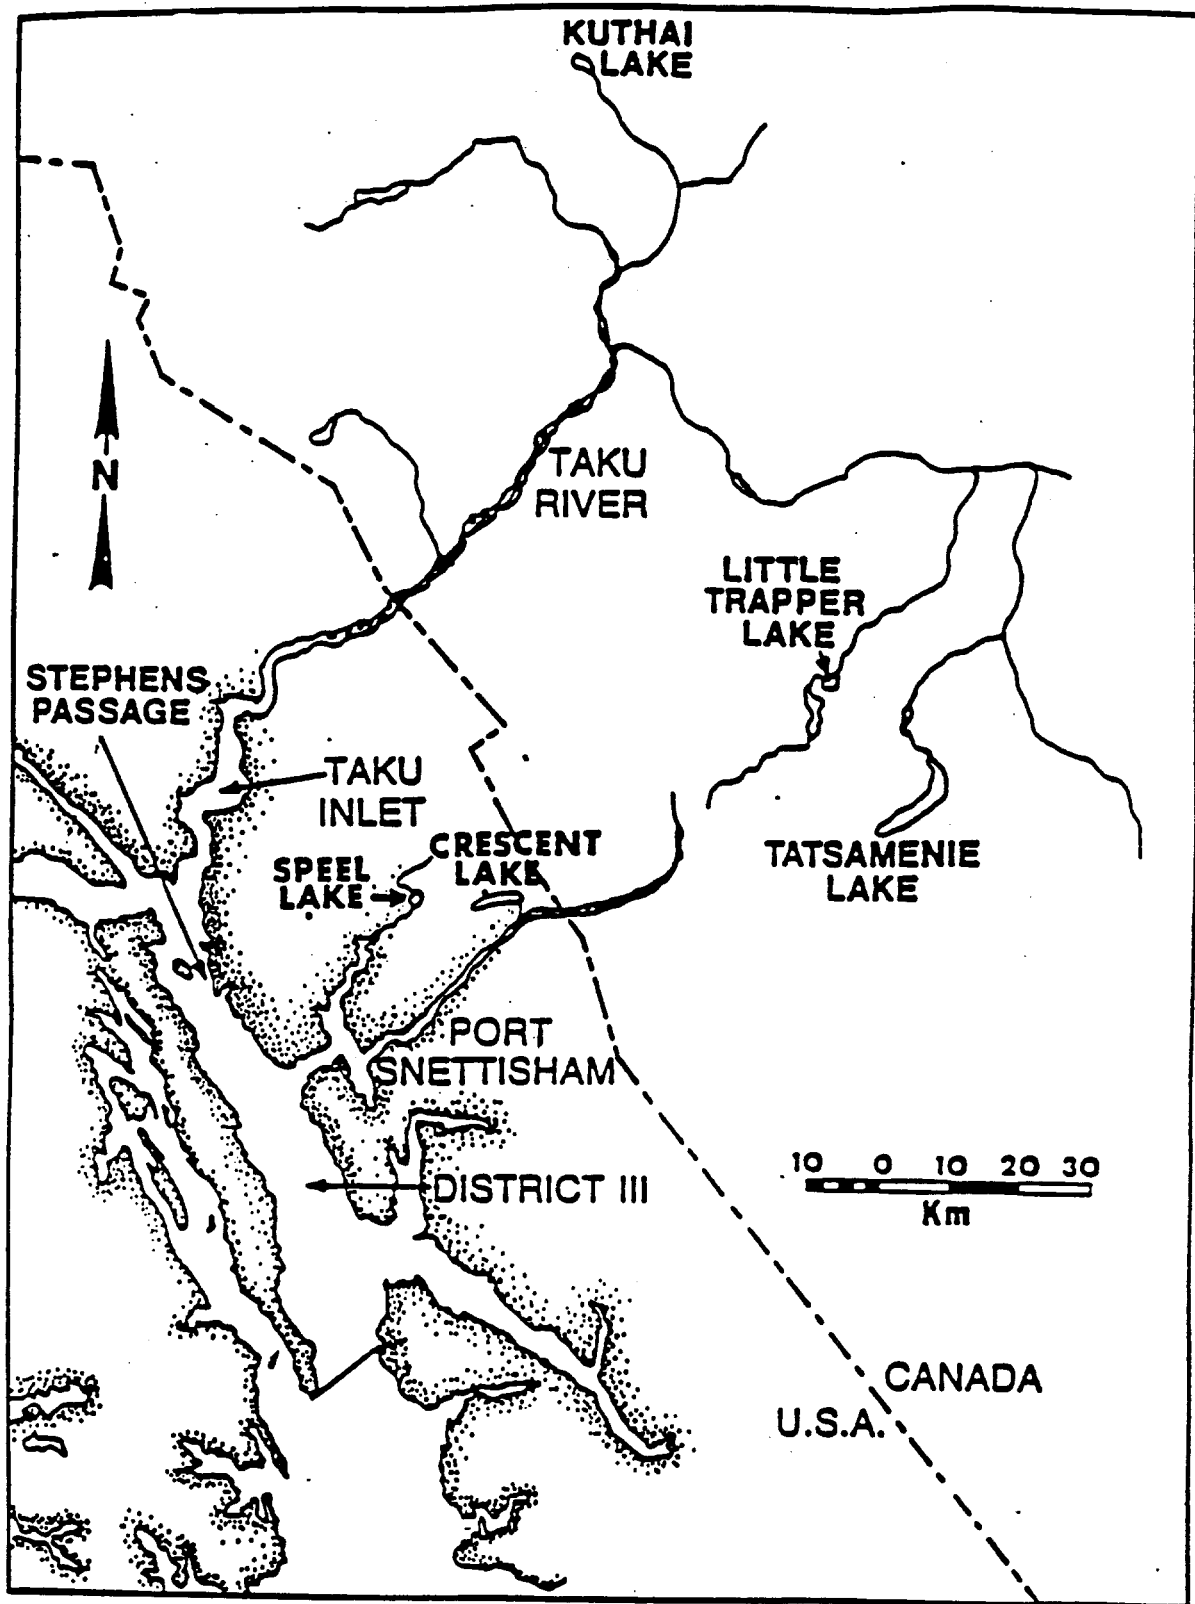 KUTHAI
LAKE
N
TAKU
RIVER
LITTLE
TRAPPER
LAKE
STEPHENS
PASSAGE
TAKU
INLET
CRESCENT
LAKE
SPEEL
LAKE
TATSAMENIE
LAKE
PORT
SNETTISHAM
DISTRICT III
10 0 10 20 30
Km
CANADA
U.S.A.